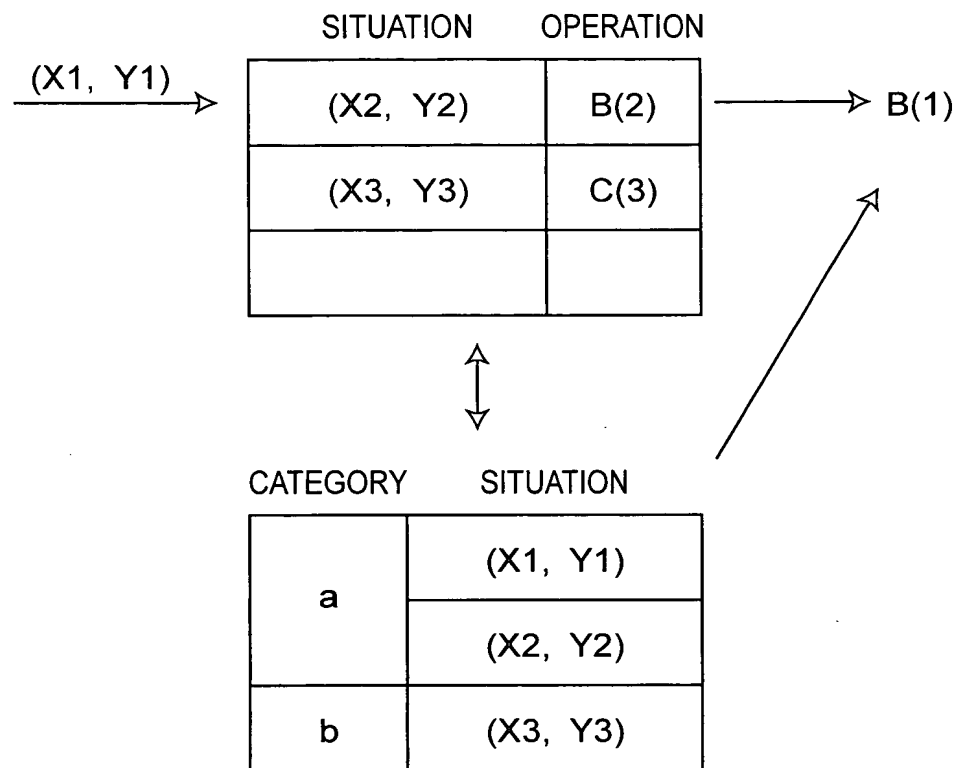 SITUATION OPERATION
(X1, Y1)
(X2, Y2) B(2) B(1)
(X3, Y3) C(3)
CATEGORY SITUATION
a
(X1, Y1)
(X2, Y2)
b (X3, Y3)